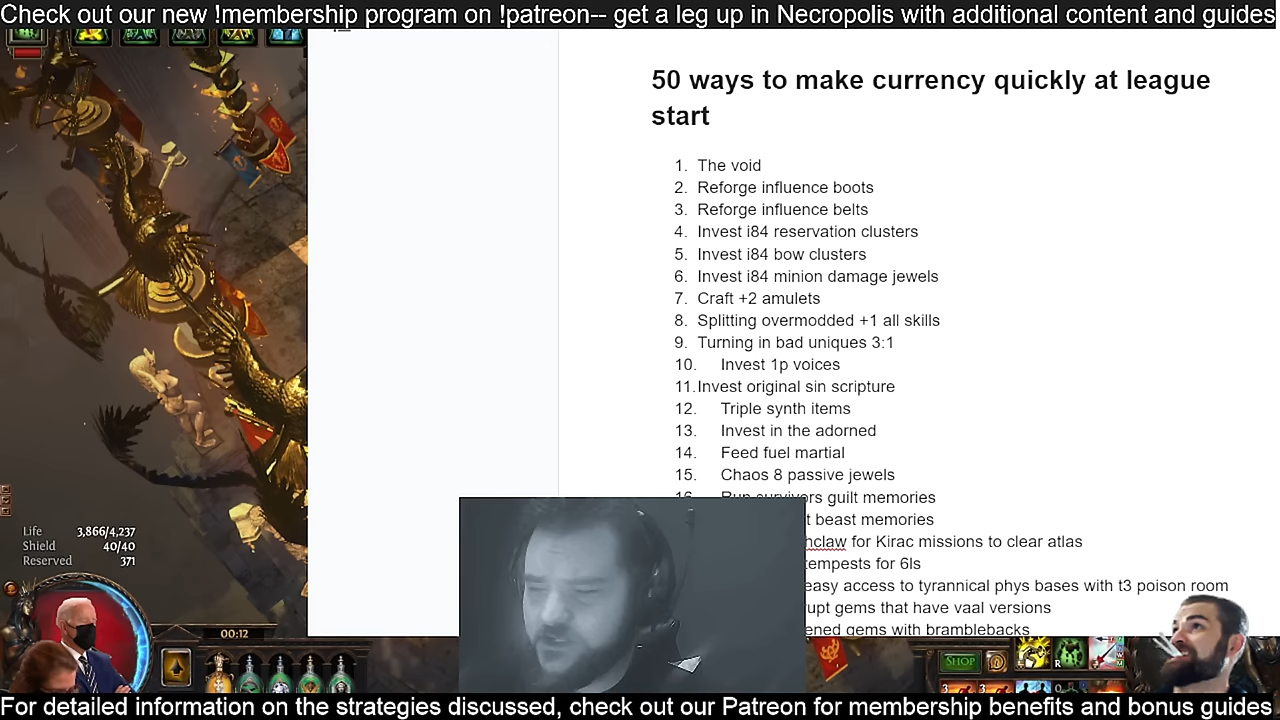 Check out our new !membership program on !patreon-- get a leg up in Necropolis with additional content and guides
50 ways to make currency quickly at league
start
1. The void
2. Reforge influence boots
3. Reforge influence belts
4. Invest i84 reservation clusters
5. Invest i84 bow clusters
6. Invest i84 minion damage jewels
7. Craft +2 amulets
8. Splitting overmodded +1 all skills
9. Turning in bad uniques 3:1
10. Invest 1p voices
11. Invest original sin scripture
12. Triple synth items
13. Invest in the adorned
14. Feed fuel martial
15. Chaos 8 passive jewels
16. Run survivors guilt memories
beast memories
for Kirac missions to clear atlas
tempests for 6ls
easy access to tyrannical phys bases with t3 poison room
gems that have vaal versions
gems with bramblebacks
Life 3,866/4,237
Shield 40/40
Reserved 371
00:12
SHOP
R
For detailed information on the strategies discussed, check out our Patreon for membership benefits and bonus guides